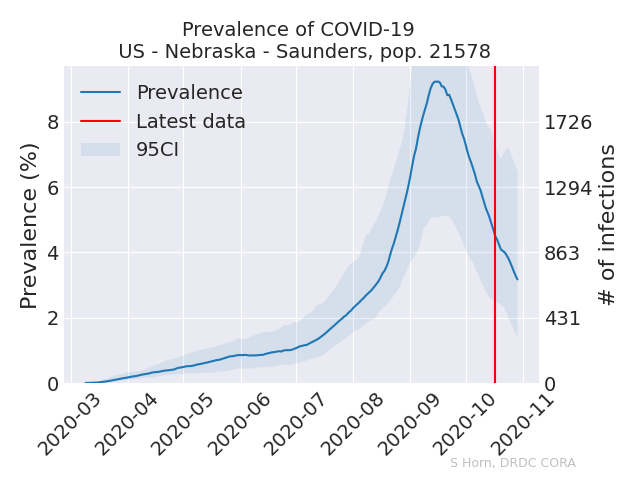 Prevalence of COVID-19
US - Nebraska - Saunders, pop. 21578
Prevalence
Latest data
95CI
Prevalence (%)
8
6
4
2
0
1726
1294
863
431
0
# of infections
2020-03
2020-04
2020-05
2020-06
2020-07
2020-08
2020-09
2020-10
2020-11
S Horn, DRDC CORA